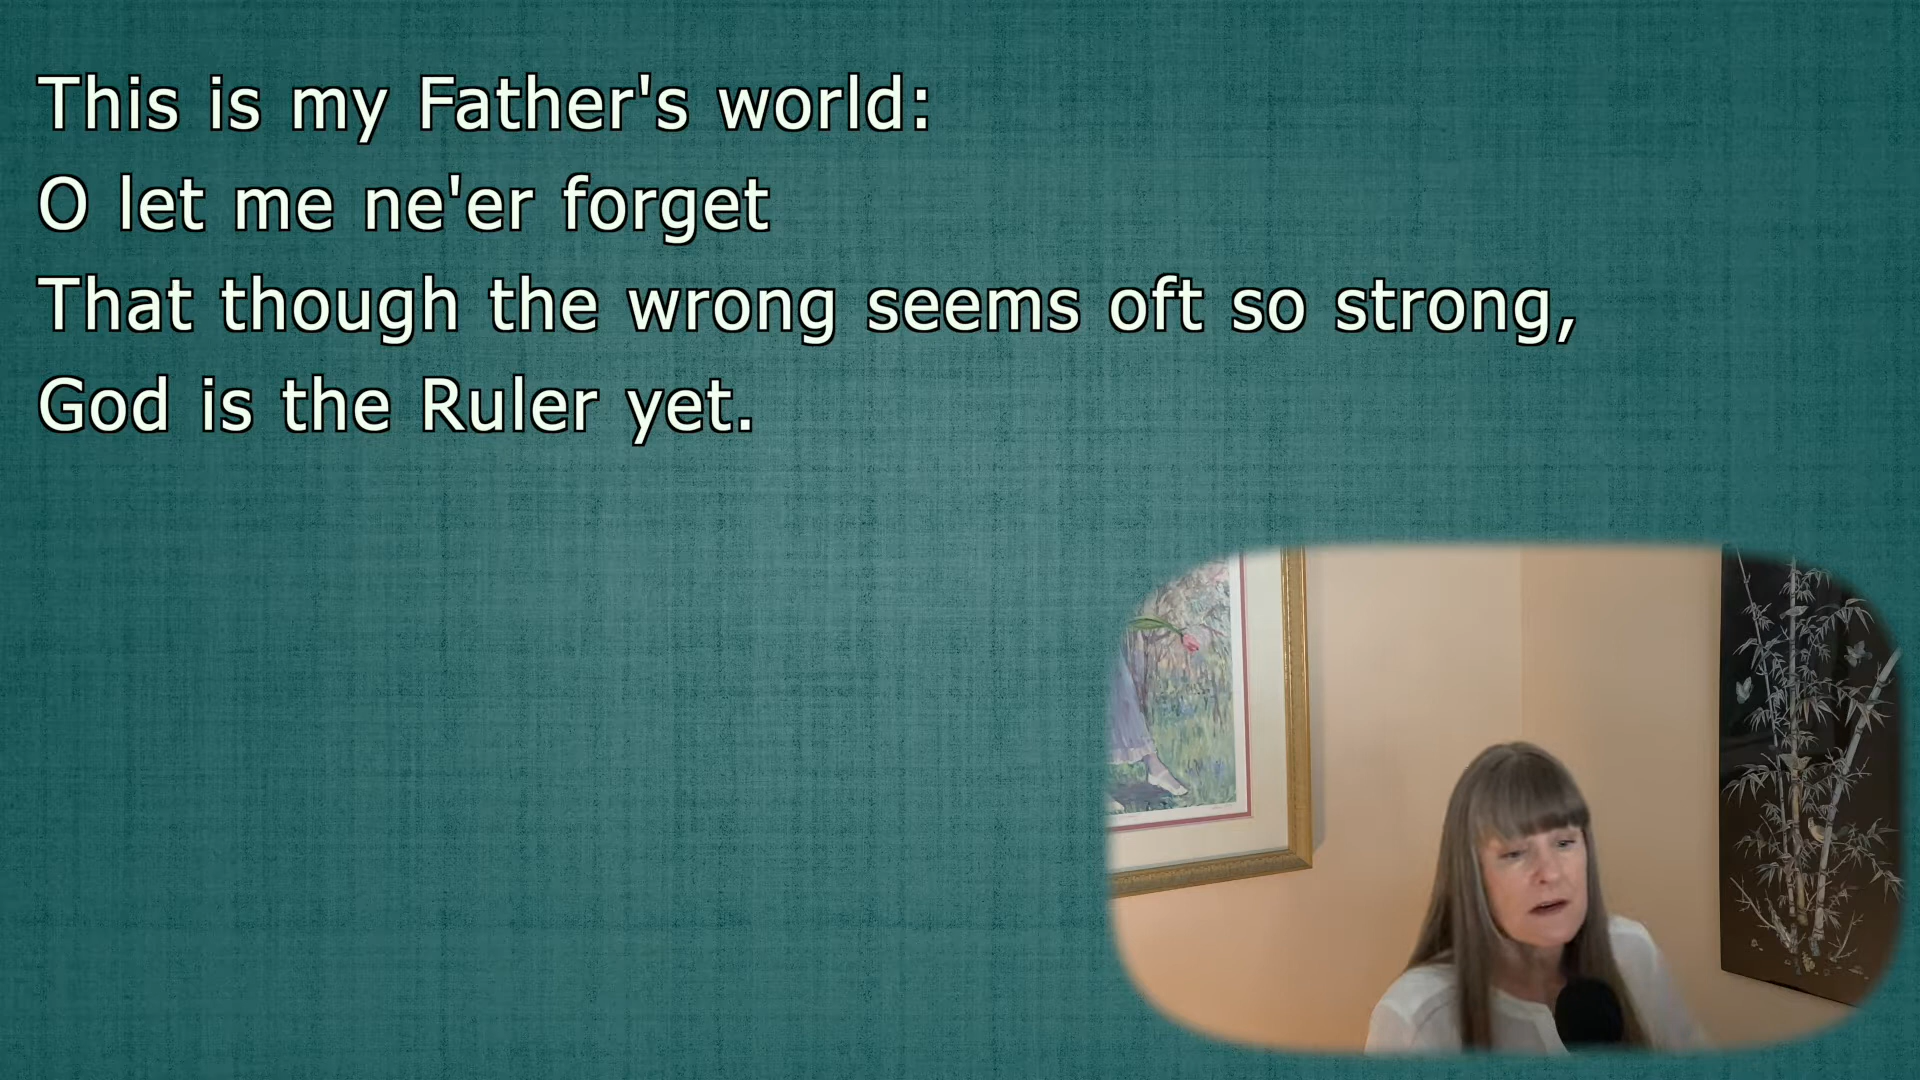 This is my Father's world:
O let me ne'er forget
That though the wrong seems oft so strong,
God is the Ruler yet.